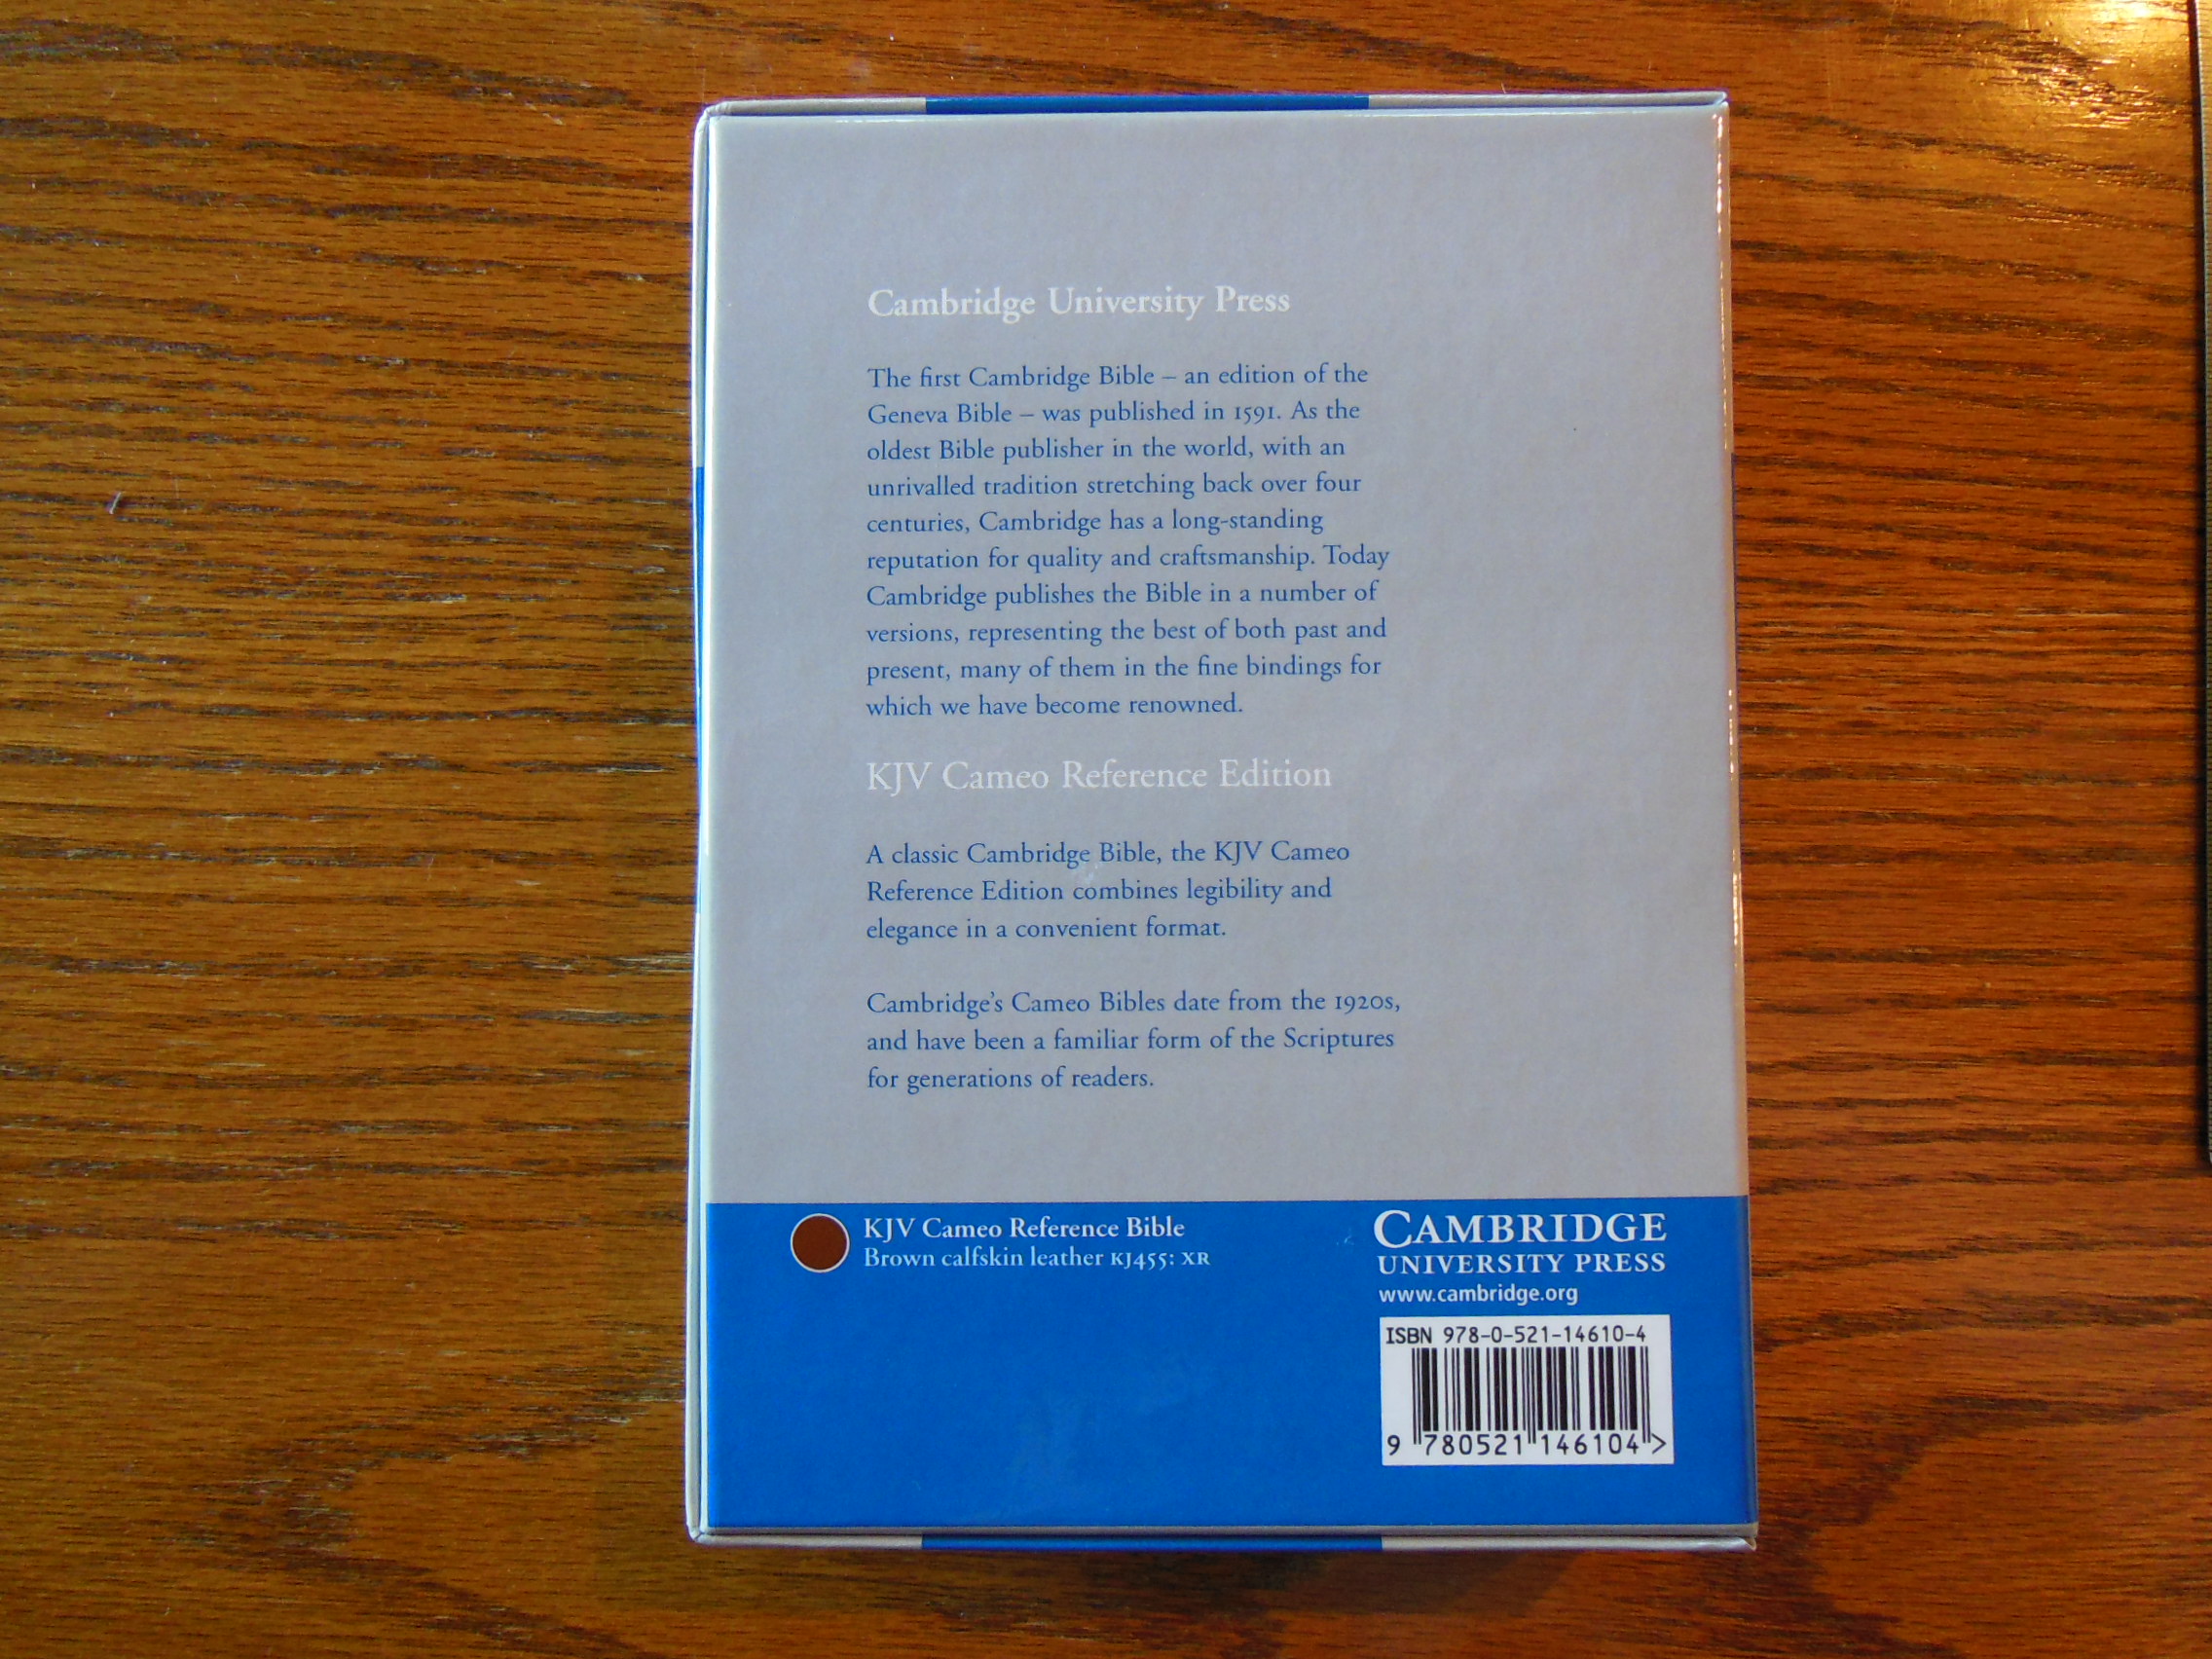 Cambridge University Press
The first Cambridge Bible – an edition of the
Geneva Bible – was published in 1591. As the
oldest Bible publisher in the world, with an
unrivalled tradition stretching back over four
centuries, Cambridge has a long-standing
reputation for quality and craftsmanship. Today
Cambridge publishes the Bible in a number of
versions, representing the best of both past and
present, many of them in the fine bindings for
which we have become renowned.
KJV Cameo Reference Edition
A classic Cambridge Bible, the KJV Cameo
Reference Edition combines legibility and
elegance in a convenient format.
Cambridge's Cameo Bibles date from the 1920s,
and have been a familiar form of the Scriptures
for generations of readers.
KJV Cameo Reference Bible
Brown calfskin leather KJ455: XR
CAMBRIDGE
UNIVERSITY PRESS
www.cambridge.org
ISBN 978-0-521-14610-4
9 780521 146104 >